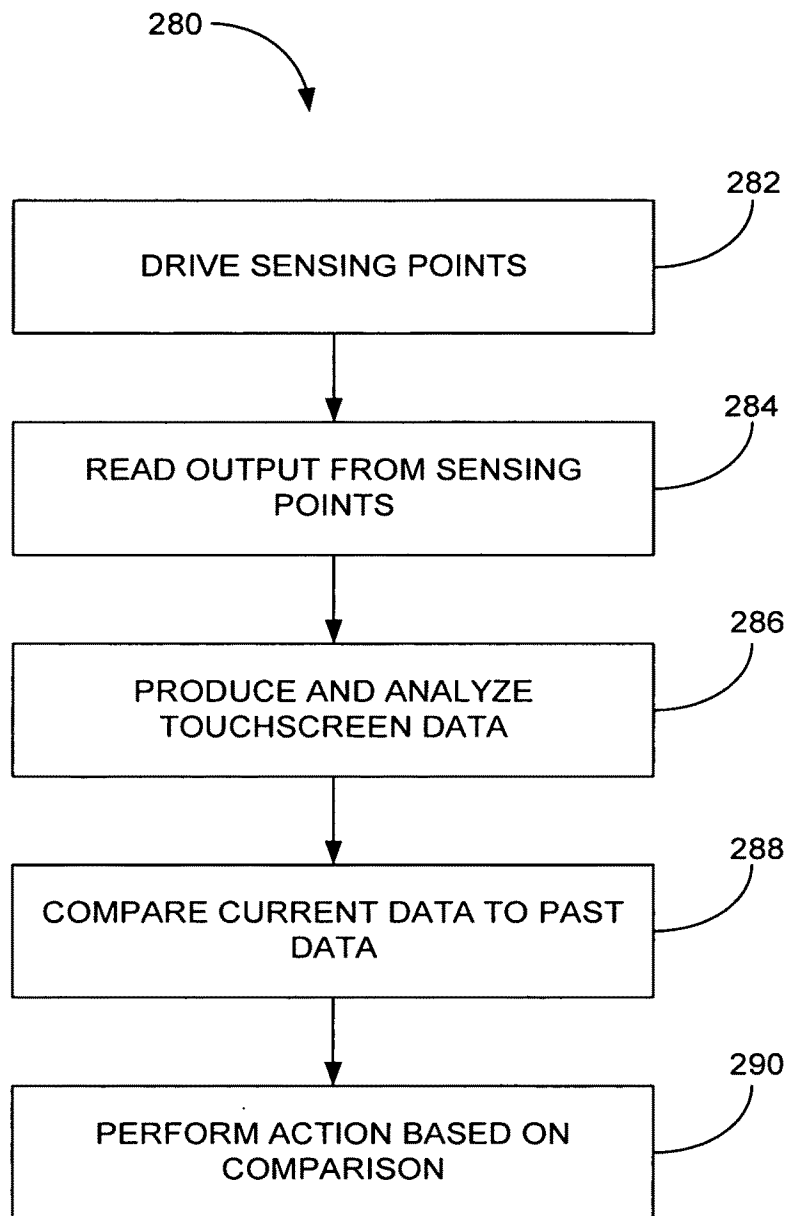 280
282
DRIVE SENSING POINTS
284
READ OUTPUT FROM SENSING
POINTS
286
PRODUCE AND ANALYZE
TOUCHSCREEN DATA
288
COMPARE CURRENT DATA TO PAST
DATA
290
PERFORM ACTION BASED ON
COMPARISON